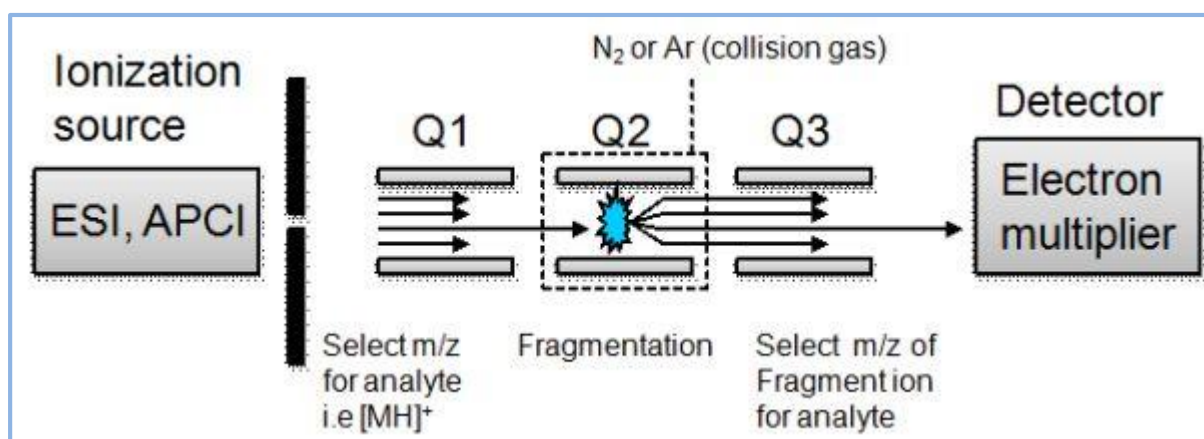 N₂ or Ar (collision gas)
Ionization
source
ESI, APCI
Q1
Q2
Q3
Detector
Electron
multiplier
Select m/z
for analyte
i.e [MH]⁺
Fragmentation
Select m/z of
Fragment ion
for analyte